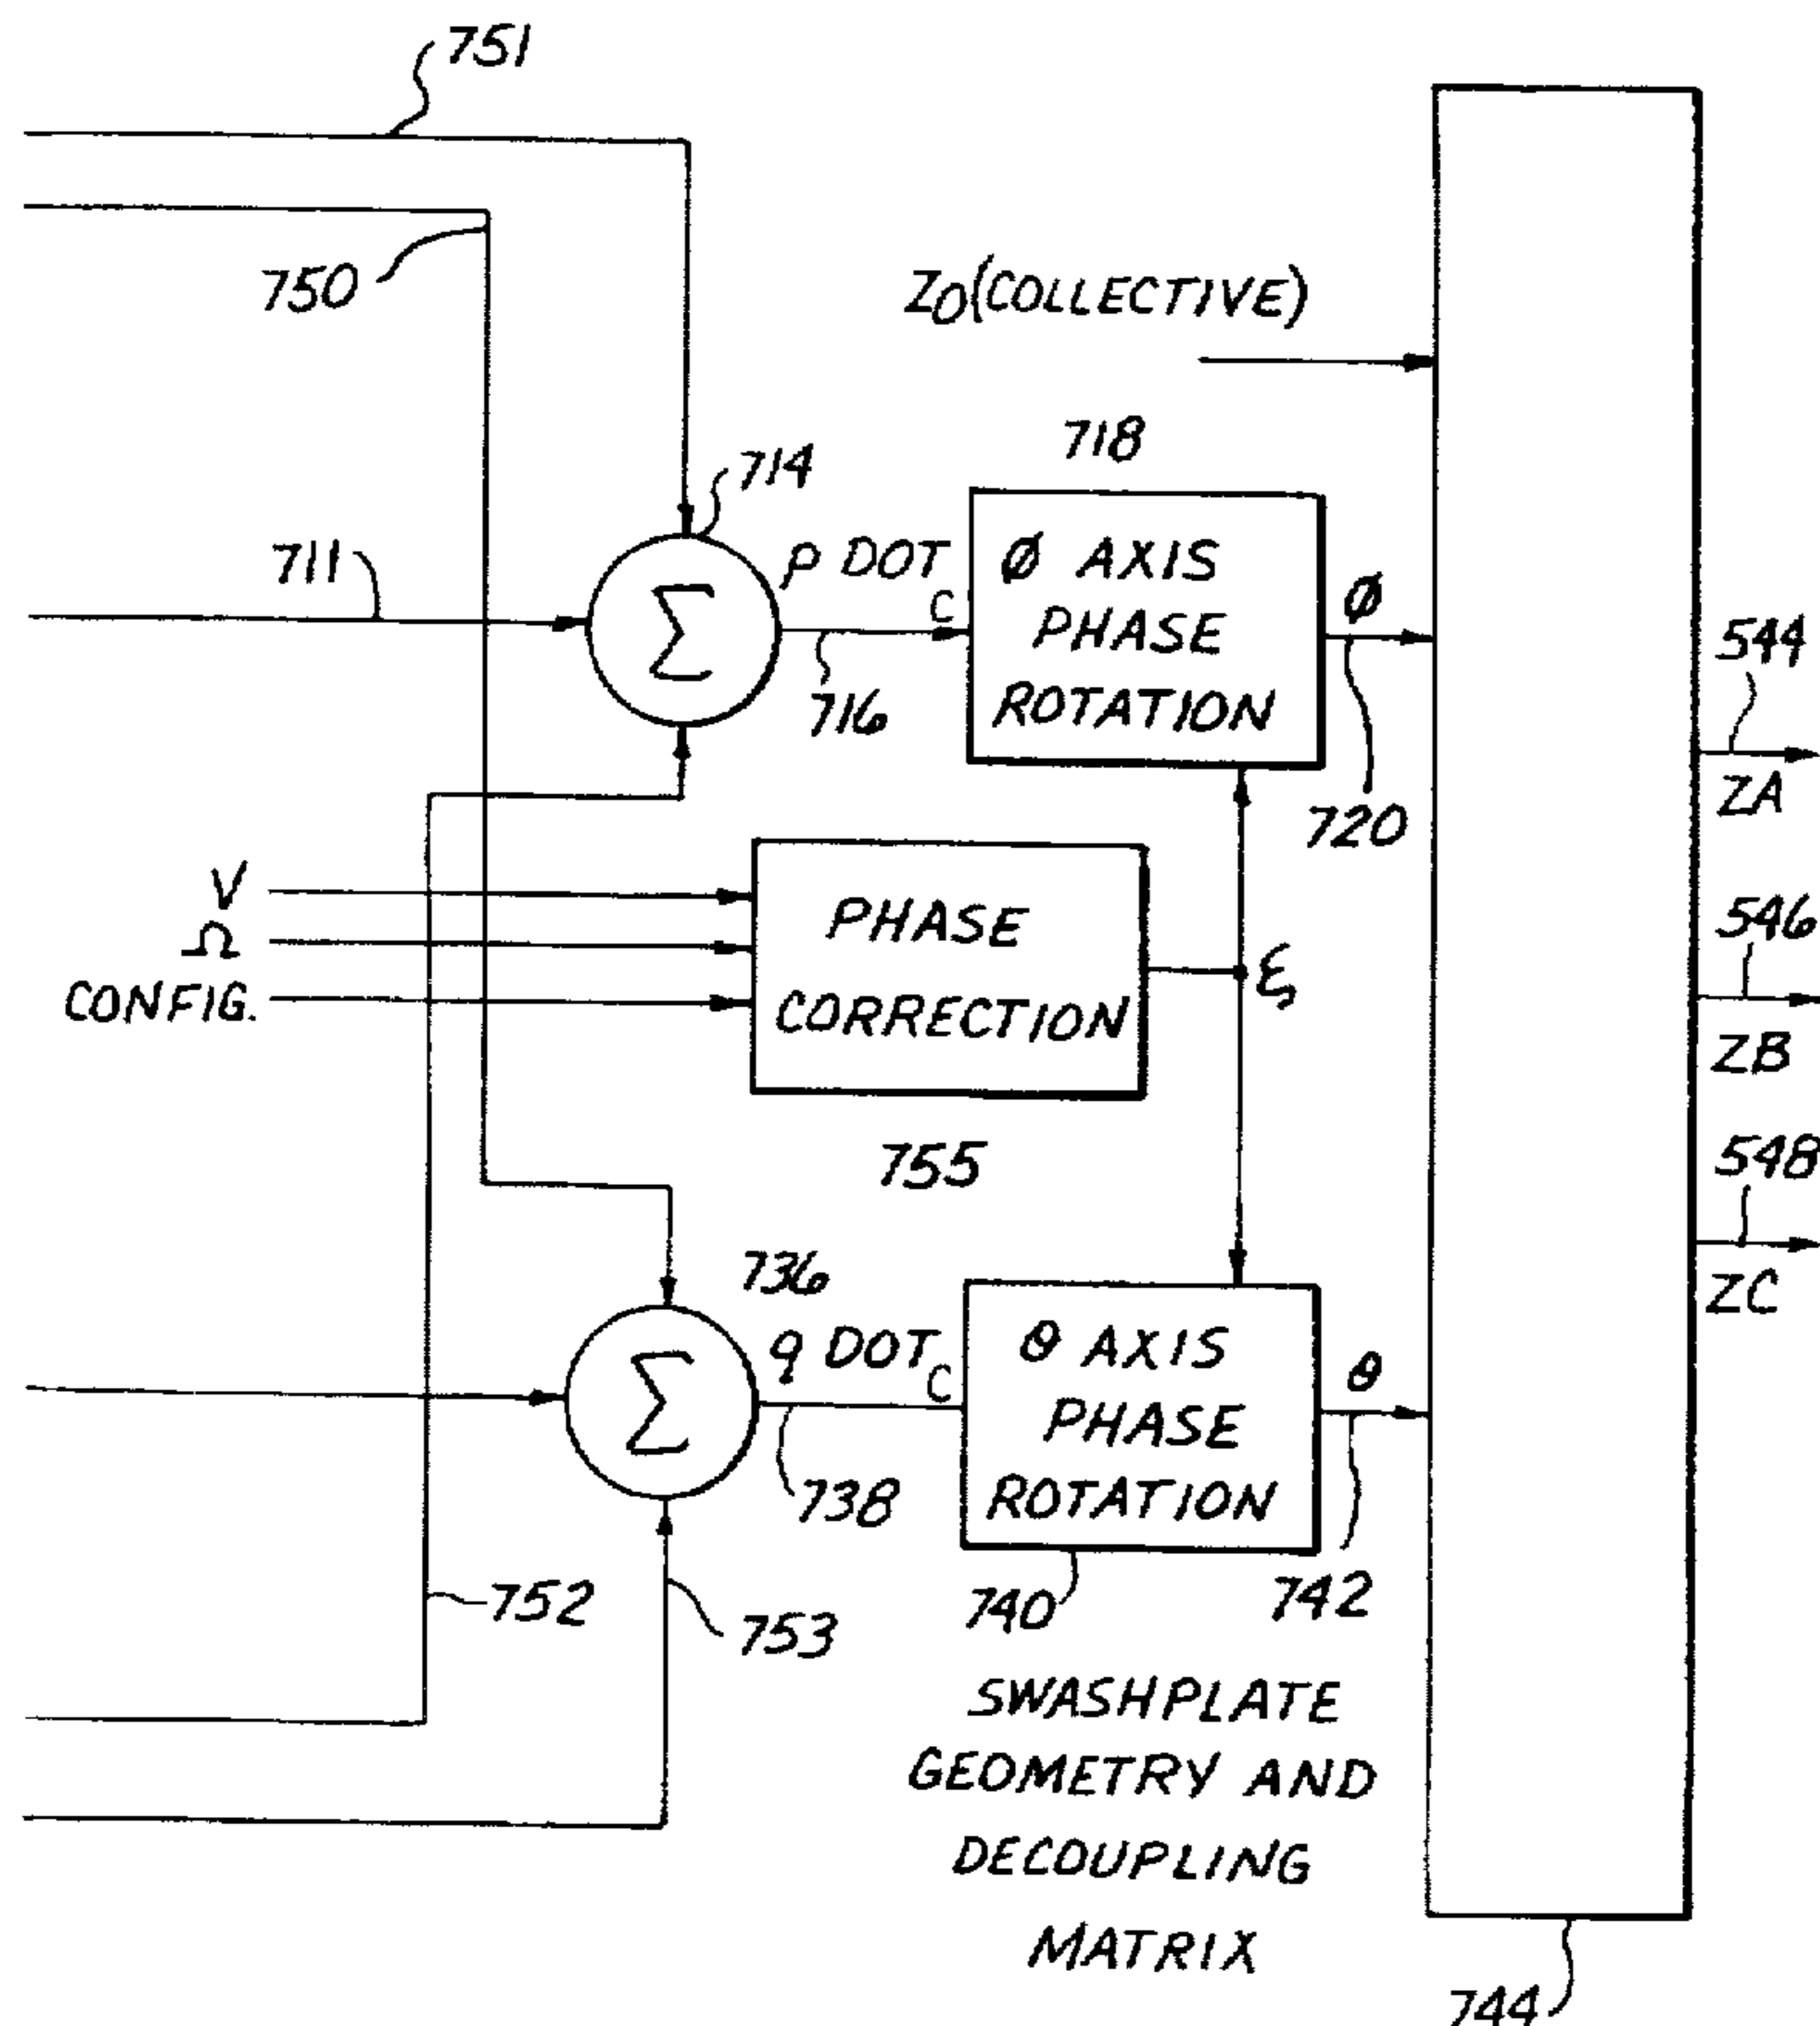 751
750
Z0 (COLLECTIVE)
718
714
711
P DOT C
Ø AXIS
PHASE
ROTATION
Ø
Σ
716
720
544
ZA
V
Ω
CONFIG.
PHASE
CORRECTION
ξ
546
ZB
755
548
ZC
736
q DOT C
θ AXIS
PHASE
ROTATION
θ
Σ
738
752
753
740
742
SWASHPLATE
GEOMETRY AND
DECOUPLING
MATRIX
744